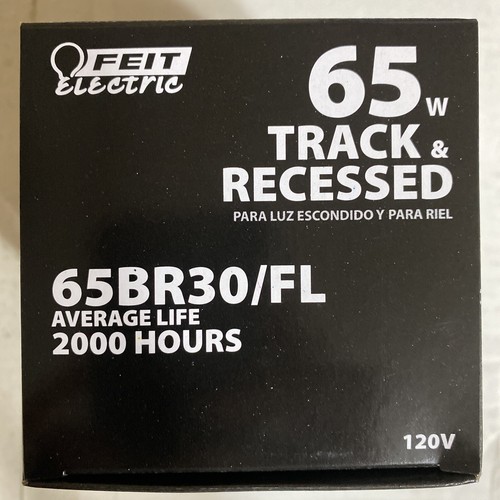 FEIT
Electric
65W
TRACK &
RECESSED
PARA LUZ ESCONDIDO Y PARA RIEL
65BR30/FL
AVERAGE LIFE
2000 HOURS
120V